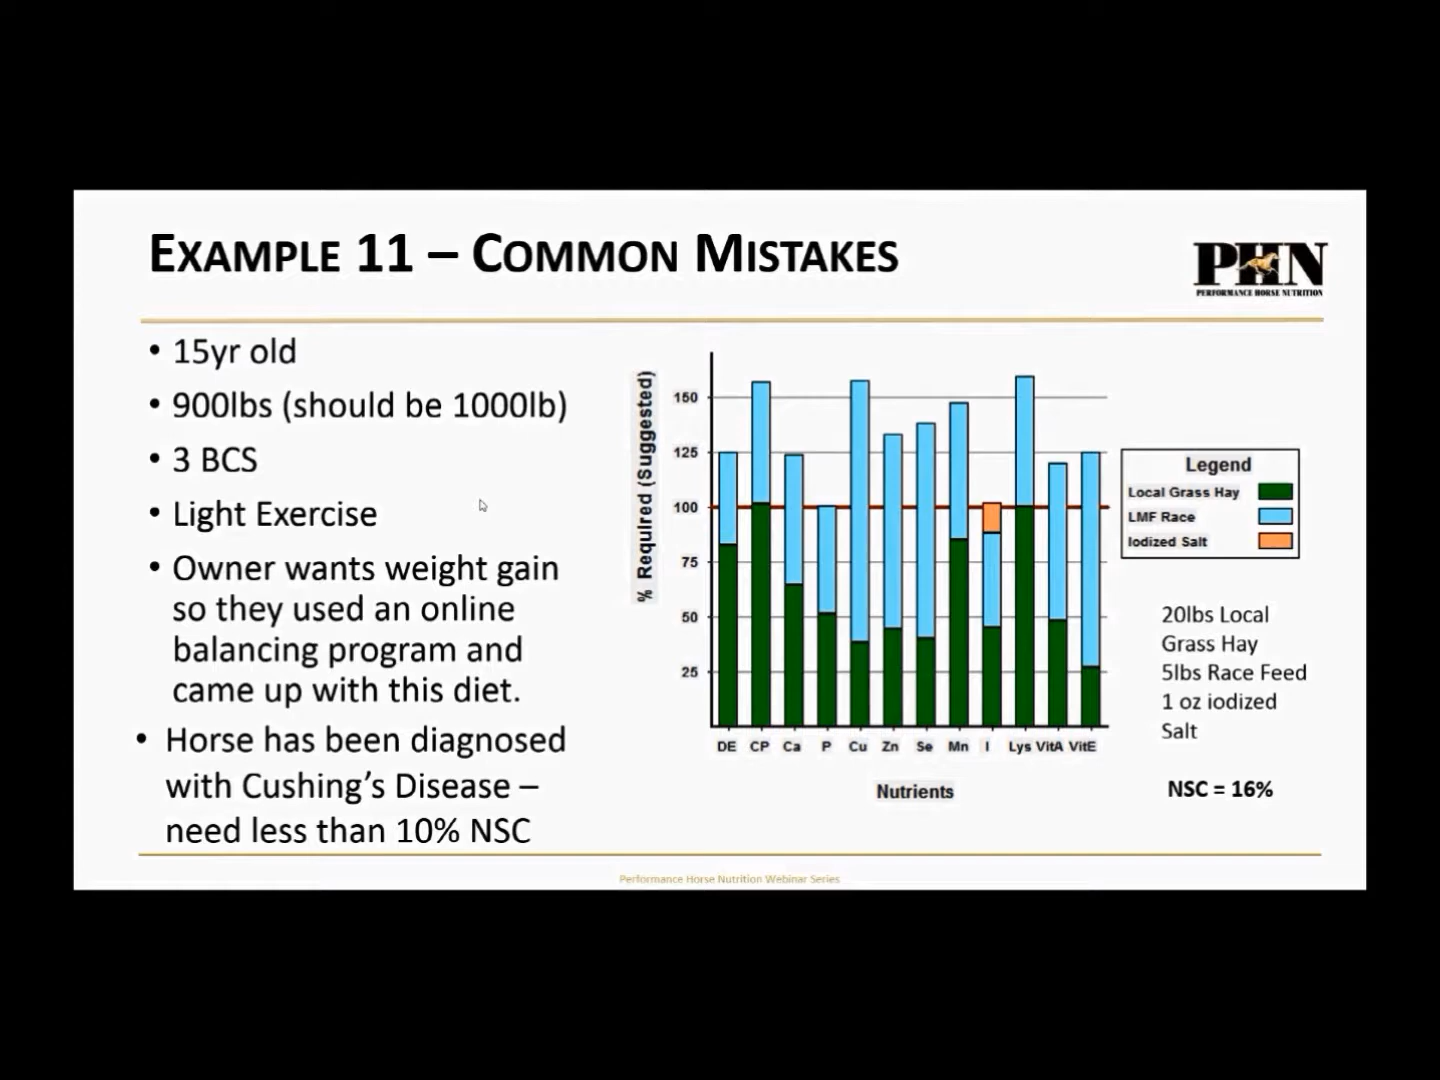 EXAMPLE 11 – COMMON MISTAKES
PHN
PERFORMANCE HORSE NUTRITION
• 15yr old
• 900lbs (should be 1000lb)
• 3 BCS
• Light Exercise
• Owner wants weight gain
so they used an online
balancing program and
came up with this diet.
• Horse has been diagnosed
with Cushing's Disease –
need less than 10% NSC
% Required (Suggested)
150
125
100
75
50
25
DE CP Ca P Cu Zn Se Mn I Lys VitA VitE
Nutrients
Legend
Local Grass Hay
LMF Race
Iodized Salt
20lbs Local
Grass Hay
5lbs Race Feed
1 oz iodized
Salt
NSC = 16%
Performance Horse Nutrition Webinar Series